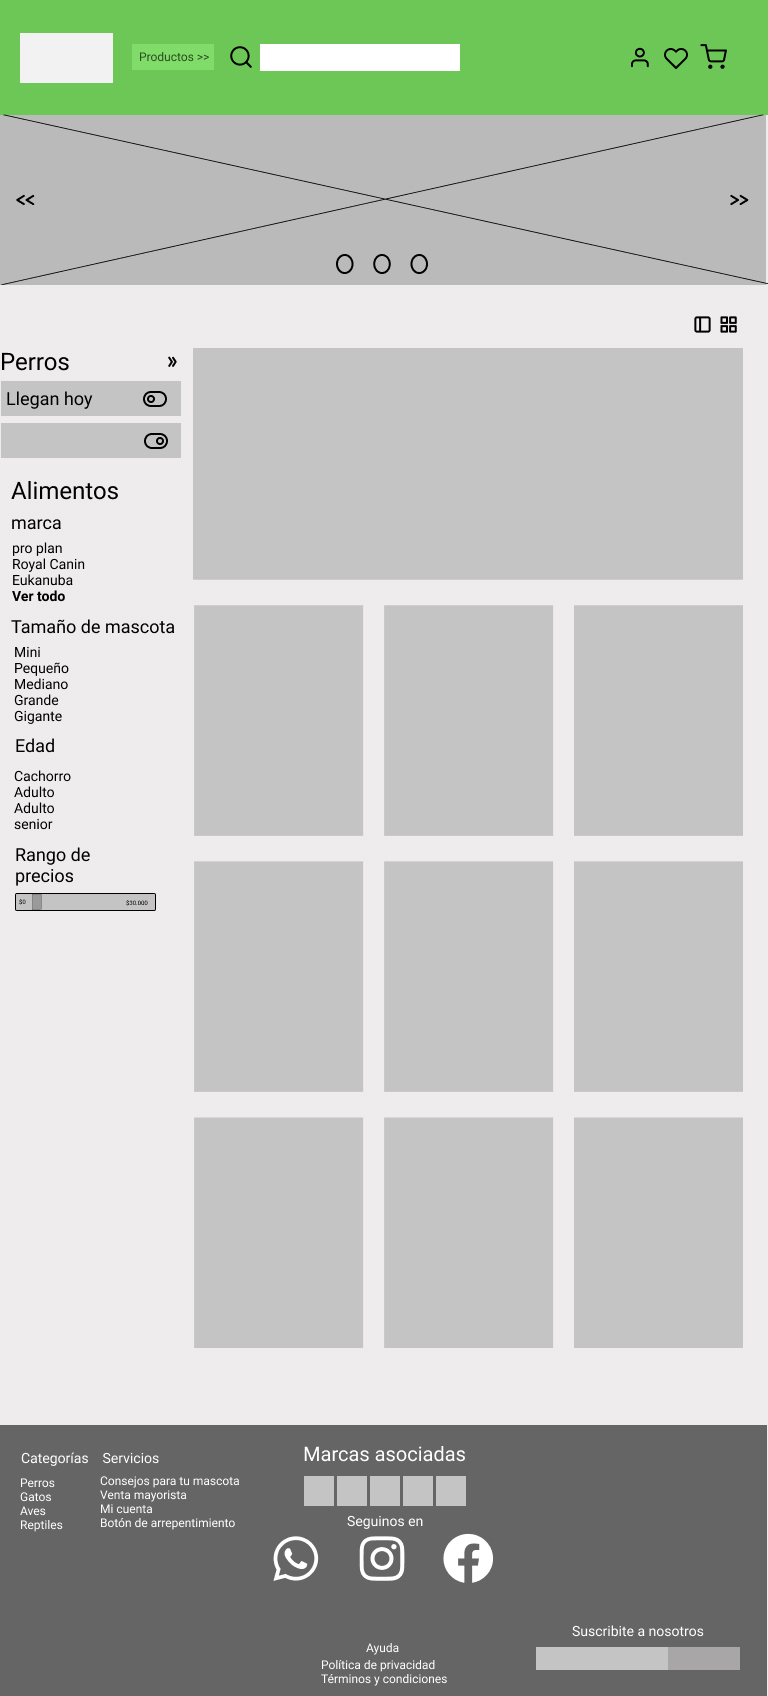 Productos >>
<<
>>
Perros »
Llegan hoy
Alimentos
marca
pro plan
Royal Canin
Eukanuba
Ver todo
Tamaño de mascota
Mini
Pequeño
Mediano
Grande
Gigante
Edad
Cachorro
Adulto
Adulto
senior
Rango de
precios
$0 $30.000
Categorías
Perros
Gatos
Aves
Reptiles
Servicios
Consejos para tu mascota
Venta mayorista
Mi cuenta
Botón de arrepentimiento
Marcas asociadas
Seguinos en
Ayuda
Política de privacidad
Términos y condiciones
Suscribite a nosotros